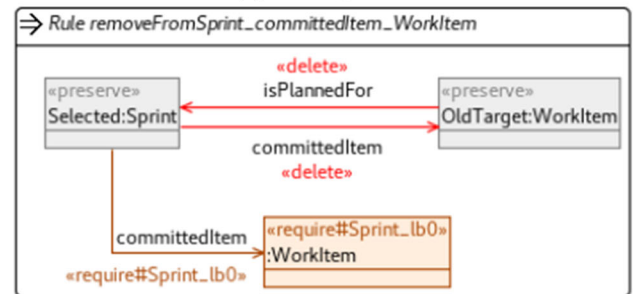 Rule removeFromSprint_committedItem_WorkItem
«delete»
isPlannedFor
«preserve»
Selected:Sprint
«preserve»
OldTarget:WorkItem
committedItem
«delete»
committedItem
«require#Sprint_lb0»
«require#Sprint_lb0»
:WorkItem